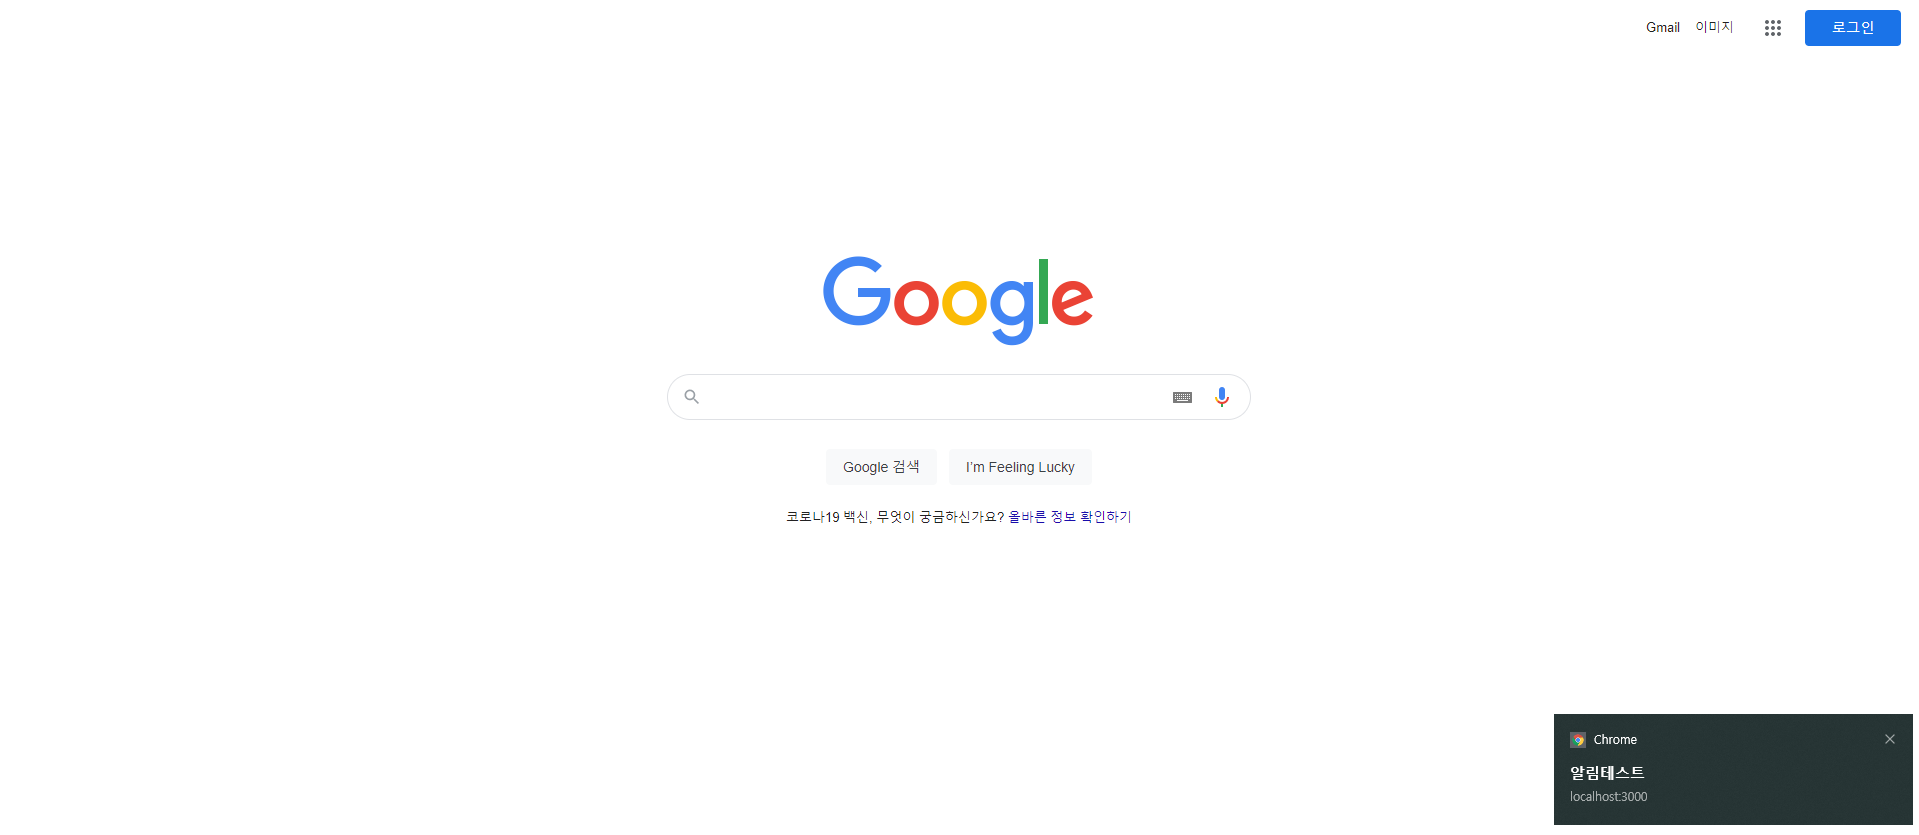 Gmail 이미지 로그인
Google
Google 검색 I'm Feeling Lucky
코로나19 백신, 무엇이 궁금하신가요? 올바른 정보 확인하기
Chrome
알림테스트
localhost:3000